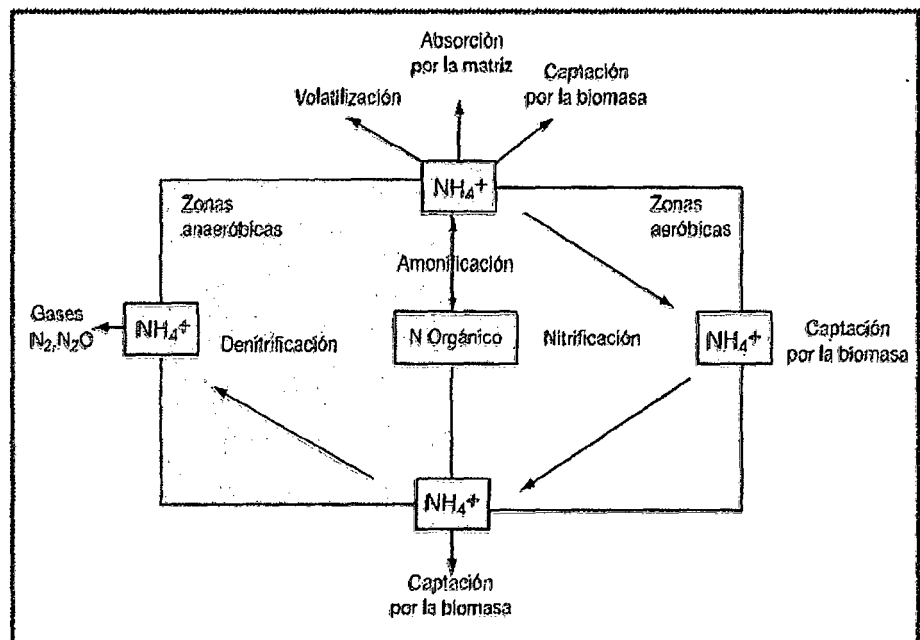 Absorción
por la matriz
Captación
por la biomasa
Volatilización
NH₄⁺
Zonas
anaeróbicas
Zonas
aeróbicas
Amonificación
Gases
N₂,N₂O
NH₄⁺
Denitrificación
N Orgánico
Nitrificación
NH₄⁺
Captación
por la biomasa
NH₄⁺
Captación
por la biomasa